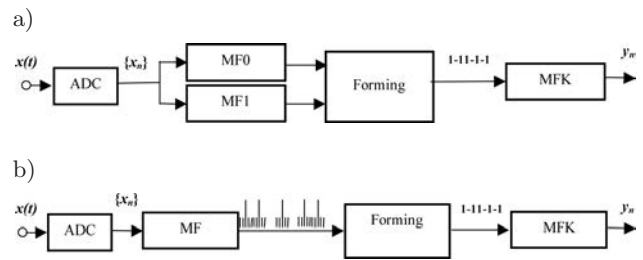 a)
x(t)
ADC
{xₙ}
MF0
MF1
Forming
1-11-1-1
MFK
yₙ
b)
x(t)
ADC
{xₙ}
MF
Forming
1-11-1-1
MFK
yₙ